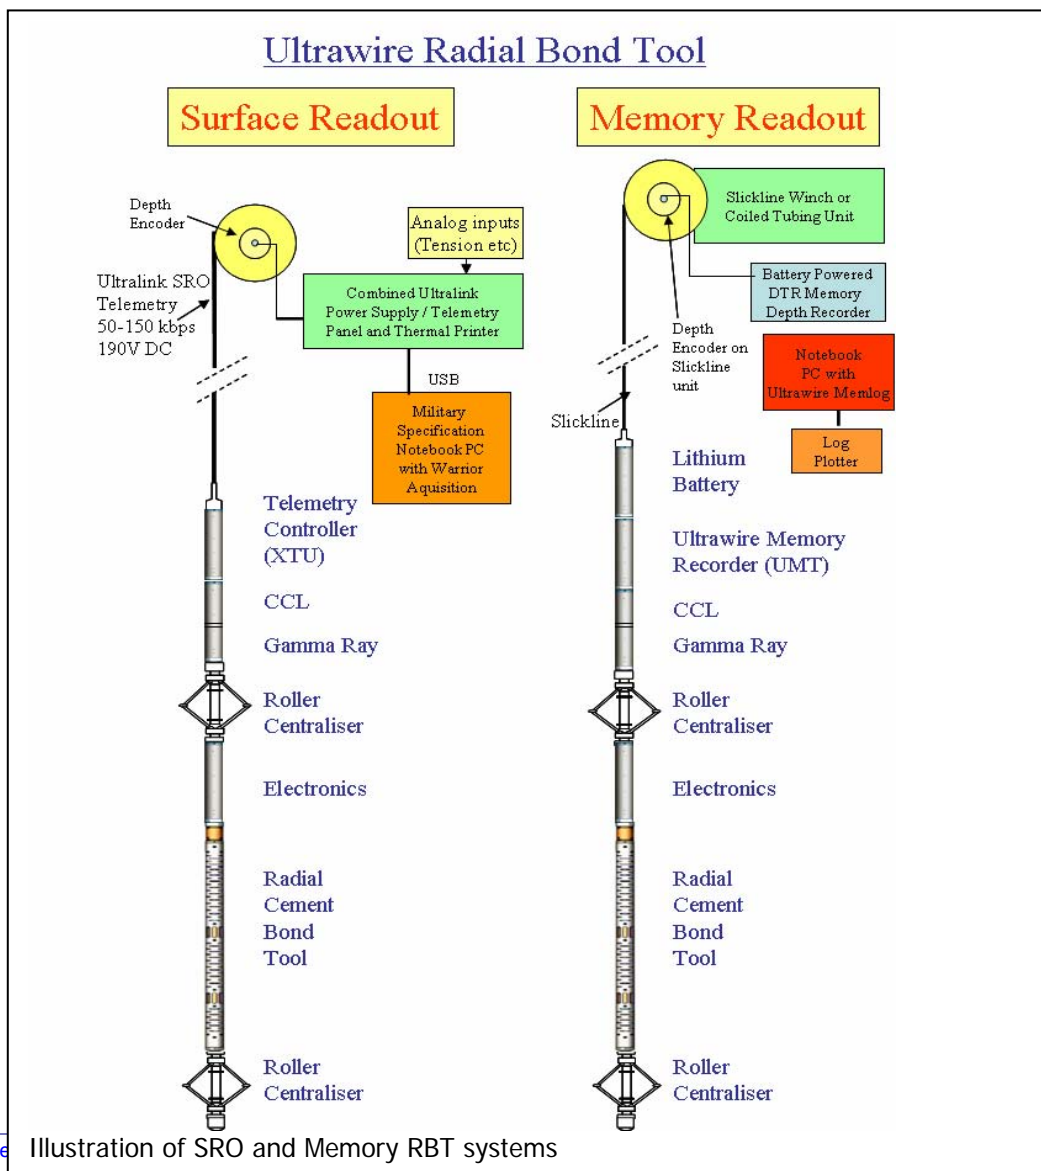 Ultrawire Radial Bond Tool
Surface Readout
Depth
Encoder
Analog inputs
(Tension etc)
Ultralink SRO
Telemetry
50-150 kbps
190V DC
Combined Ultralink
Power Supply / Telemetry
Panel and Thermal Printer
USB
Military
Specification
Notebook PC
with Warrior
Aquisition
Telemetry
Controller
(XTU)
CCL
Gamma Ray
Roller
Centraliser
Electronics
Radial
Cement
Bond
Tool
Roller
Centraliser
Memory Readout
Slickline Winch or
Coiled Tubing Unit
Battery Powered
DTR Memory
Depth Recorder
Depth
Encoder on
Slickline
unit
Notebook
PC with
Ultrawire Memlog
Log
Plotter
Slickline
Lithium
Battery
Ultrawire Memory
Recorder (UMT)
CCL
Gamma Ray
Roller
Centraliser
Electronics
Radial
Cement
Bond
Tool
Roller
Centraliser
Illustration of SRO and Memory RBT systems